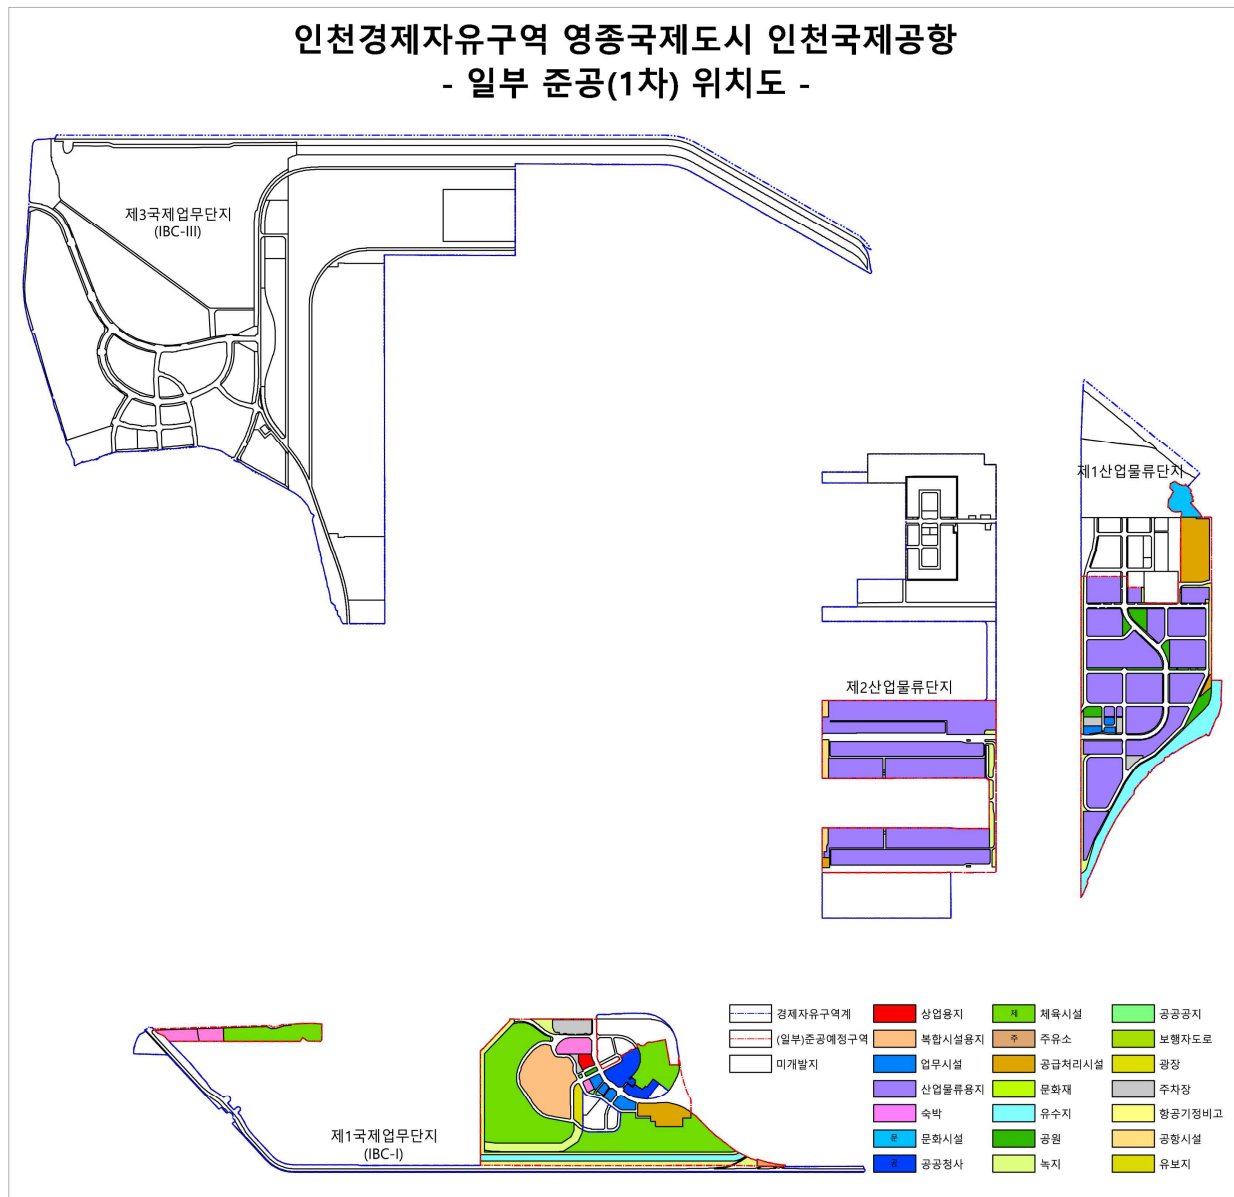 인천경제자유구역 영종국제도시 인천국제공항
- 일부 준공(1차) 위치도 -
제3국제업무단지
(IBC-III)
제1산업물류단지
제2산업물류단지
제1국제업무단지
(IBC-I)
경제자유구역계
(일부)준공예정구역
미개발지
상업용지
복합시설용지
업무시설
산업물류용지
숙박
문 문화시설
공 공공청사
체 체육시설
주 주유소
공급처리시설
문화재
유수지
공원
녹지
공공공지
보행자도로
광장
주차장
항공기정비고
공항시설
유보지